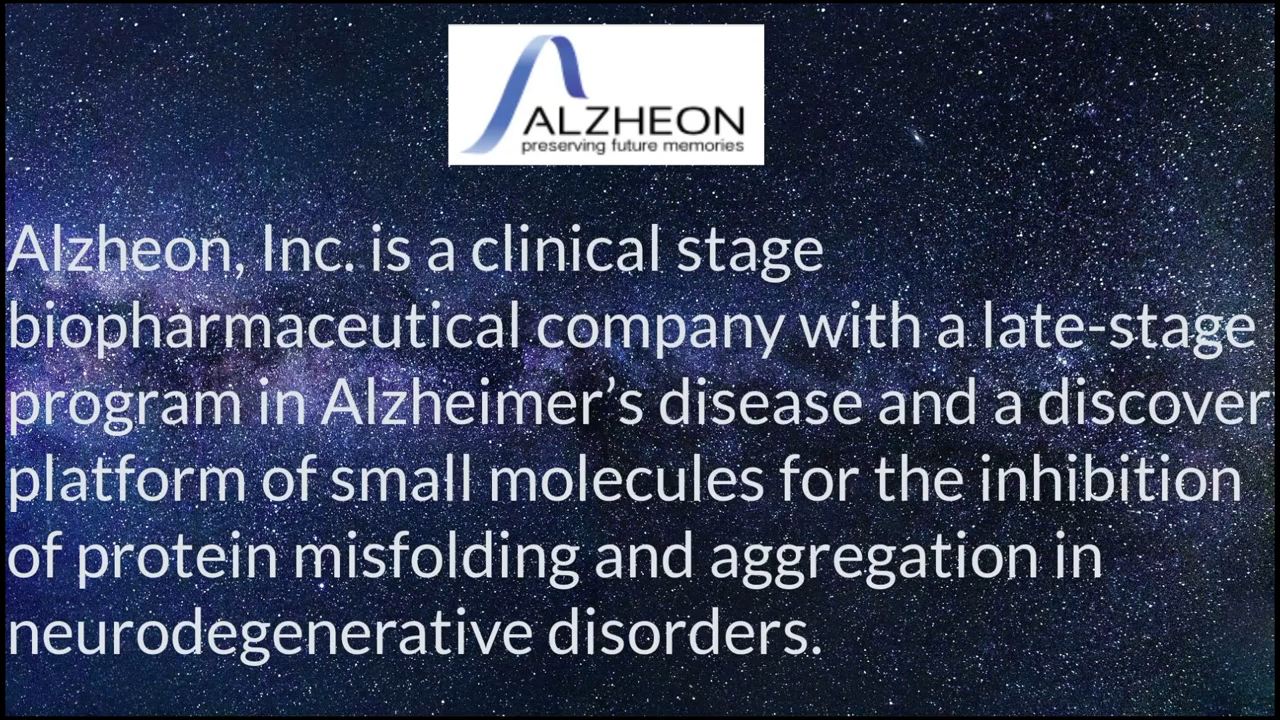 ALZHEON
preserving future memories
Alzheon, Inc. is a clinical stage
biopharmaceutical company with a late-stage
program in Alzheimer’s disease and a discover
platform of small molecules for the inhibition
of protein misfolding and aggregation in
neurodegenerative disorders.